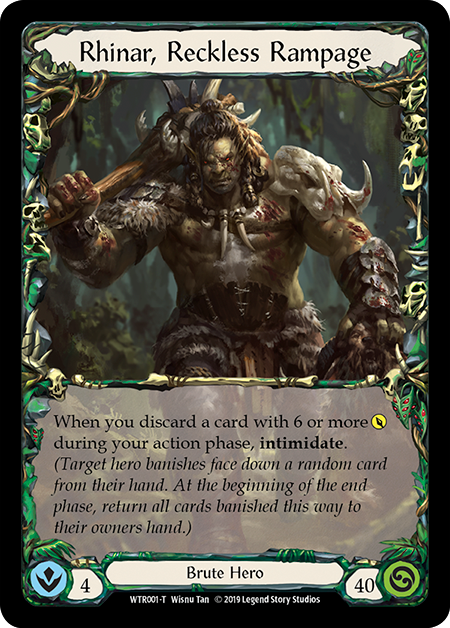 Rhinar, Reckless Rampage
When you discard a card with 6 or more
during your action phase, intimidate.
(Target hero banishes face down a random card
from their hand. At the beginning of the end
phase, return all cards banished this way to
their owners hand.)
4
Brute Hero
40
WTR001-T Wisnu Tan © 2019 Legend Story Studios